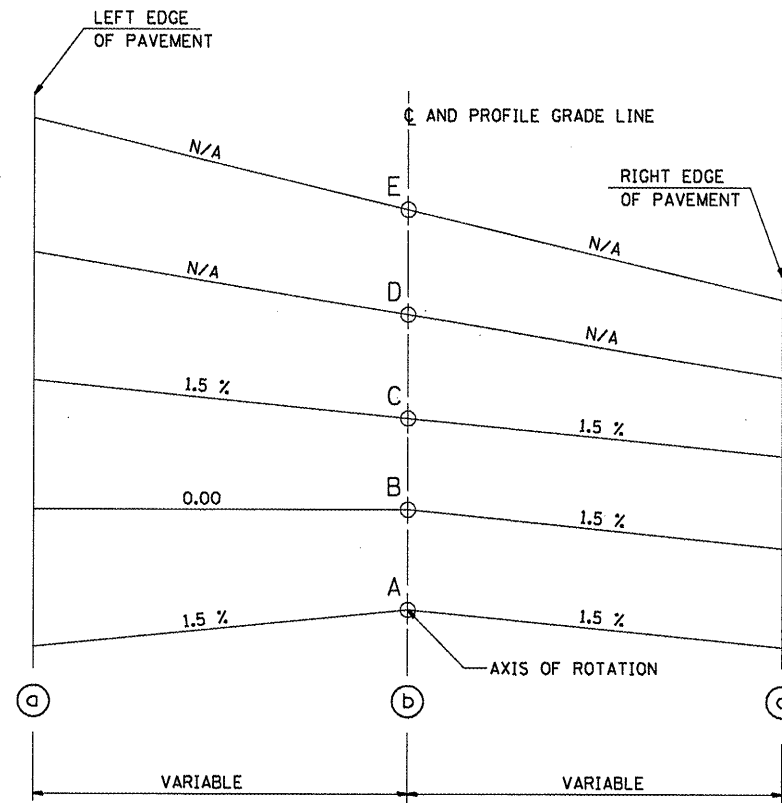 LEFT EDGE
OF PAVEMENT
℄ AND PROFILE GRADE LINE
RIGHT EDGE
OF PAVEMENT
N/A
E
N/A
N/A
D
N/A
1.5 %
C
1.5 %
0.00
B
1.5 %
A
1.5 %
1.5 %
AXIS OF ROTATION
a
b
VARIABLE
VARIABLE